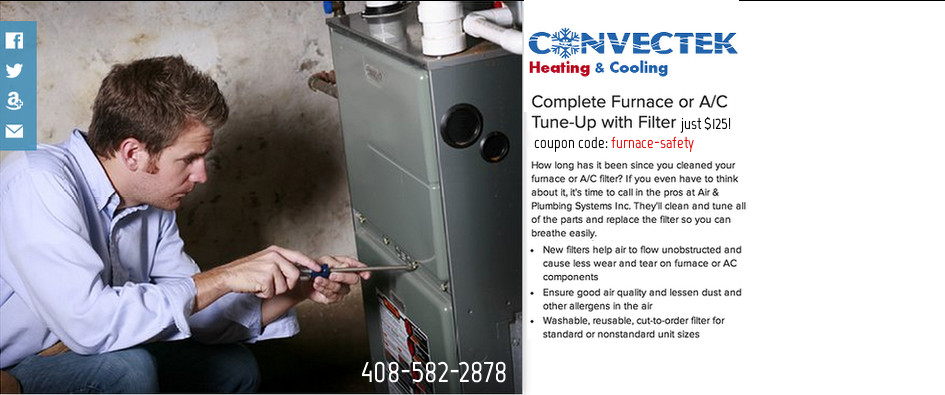 CONVECTEK
Heating & Cooling
Complete Furnace or A/C
Tune-Up with Filter just $125!
coupon code: furnace-safety
How long has it been since you cleaned your
furnace or A/C filter? If you even have to think
about it, it's time to call in the pros at Air &
Plumbing Systems Inc. They'll clean and tune all
of the parts and replace the filter so you can
breathe easily.
• New filters help air to flow unobstructed and
cause less wear and tear on furnace or AC
components
• Ensure good air quality and lessen dust and
other allergens in the air
• Washable, reusable, cut-to-order filter for
standard or nonstandard unit sizes
408-582-2878